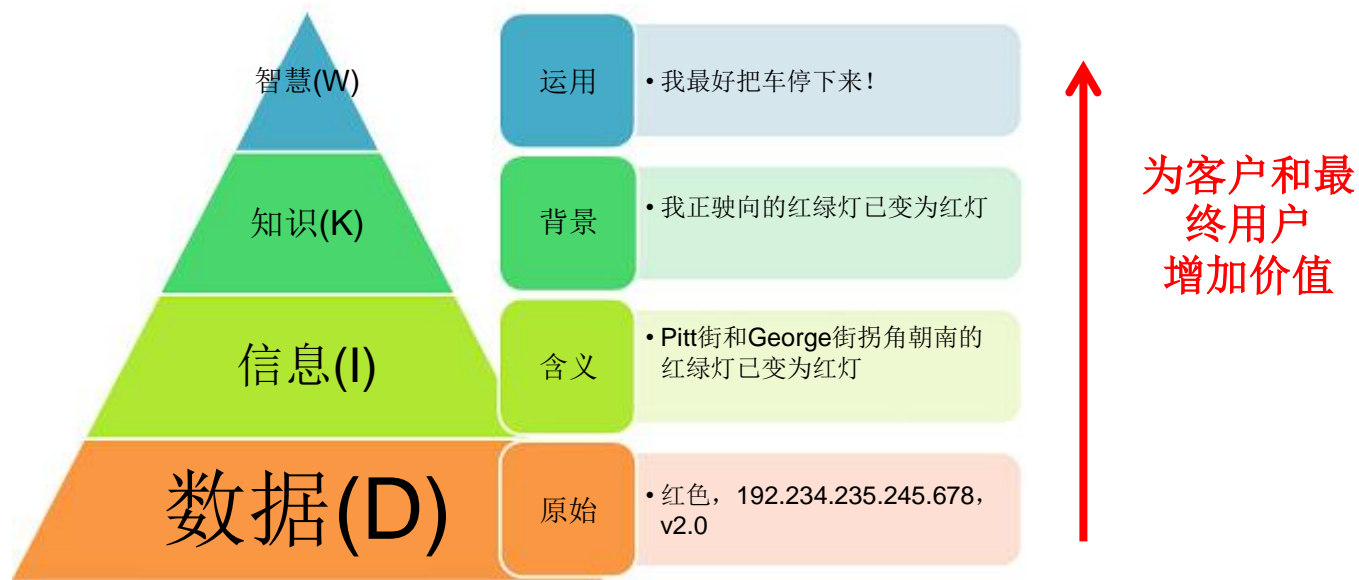 智慧(W)
运用
• 我最好把车停下来！
知识(K)
背景
• 我正驶向的红绿灯已变为红灯
信息(I)
含义
• Pitt街和George街拐角朝南的
红绿灯已变为红灯
数据(D)
原始
• 红色，192.234.235.245.678，
v2.0
为客户和最
终用户
增加价值